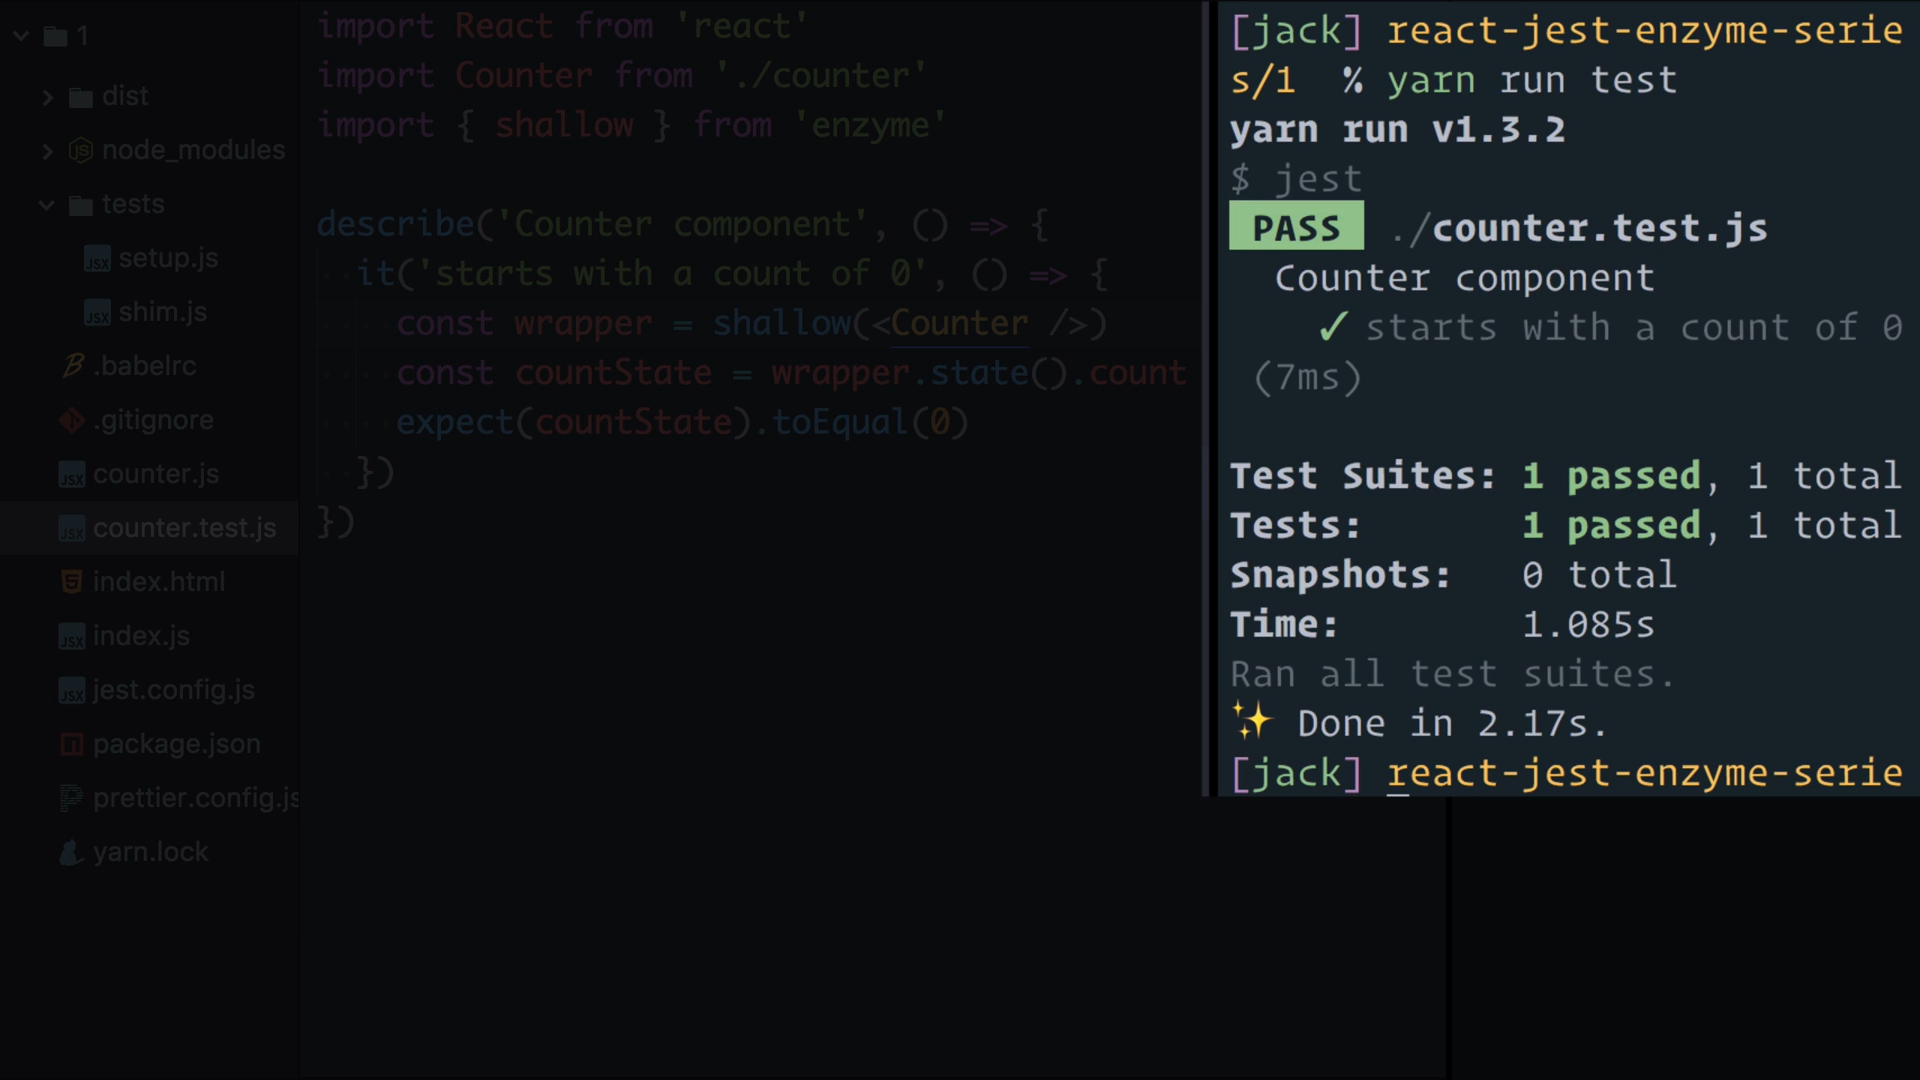 1
dist
node_modules
tests
setup.js
shim.js
.babelrc
.gitignore
counter.js
counter.test.js
index.html
index.js
jest.config.js
package.json
prettier.config.js
yarn.lock
import React from 'react'
import Counter from './counter'
import { shallow } from 'enzyme'
describe('Counter component', () => {
it('starts with a count of 0', () => {
const wrapper = shallow(<Counter />)
const countState = wrapper.state().count
expect(countState).toEqual(0)
})
})
[jack] react-jest-enzyme-serie
s/1 % yarn run test
yarn run v1.3.2
$ jest
PASS ./counter.test.js
Counter component
✓ starts with a count of 0
(7ms)
Test Suites: 1 passed, 1 total
Tests: 1 passed, 1 total
Snapshots: 0 total
Time: 1.085s
Ran all test suites.
✨ Done in 2.17s.
[jack] react-jest-enzyme-serie